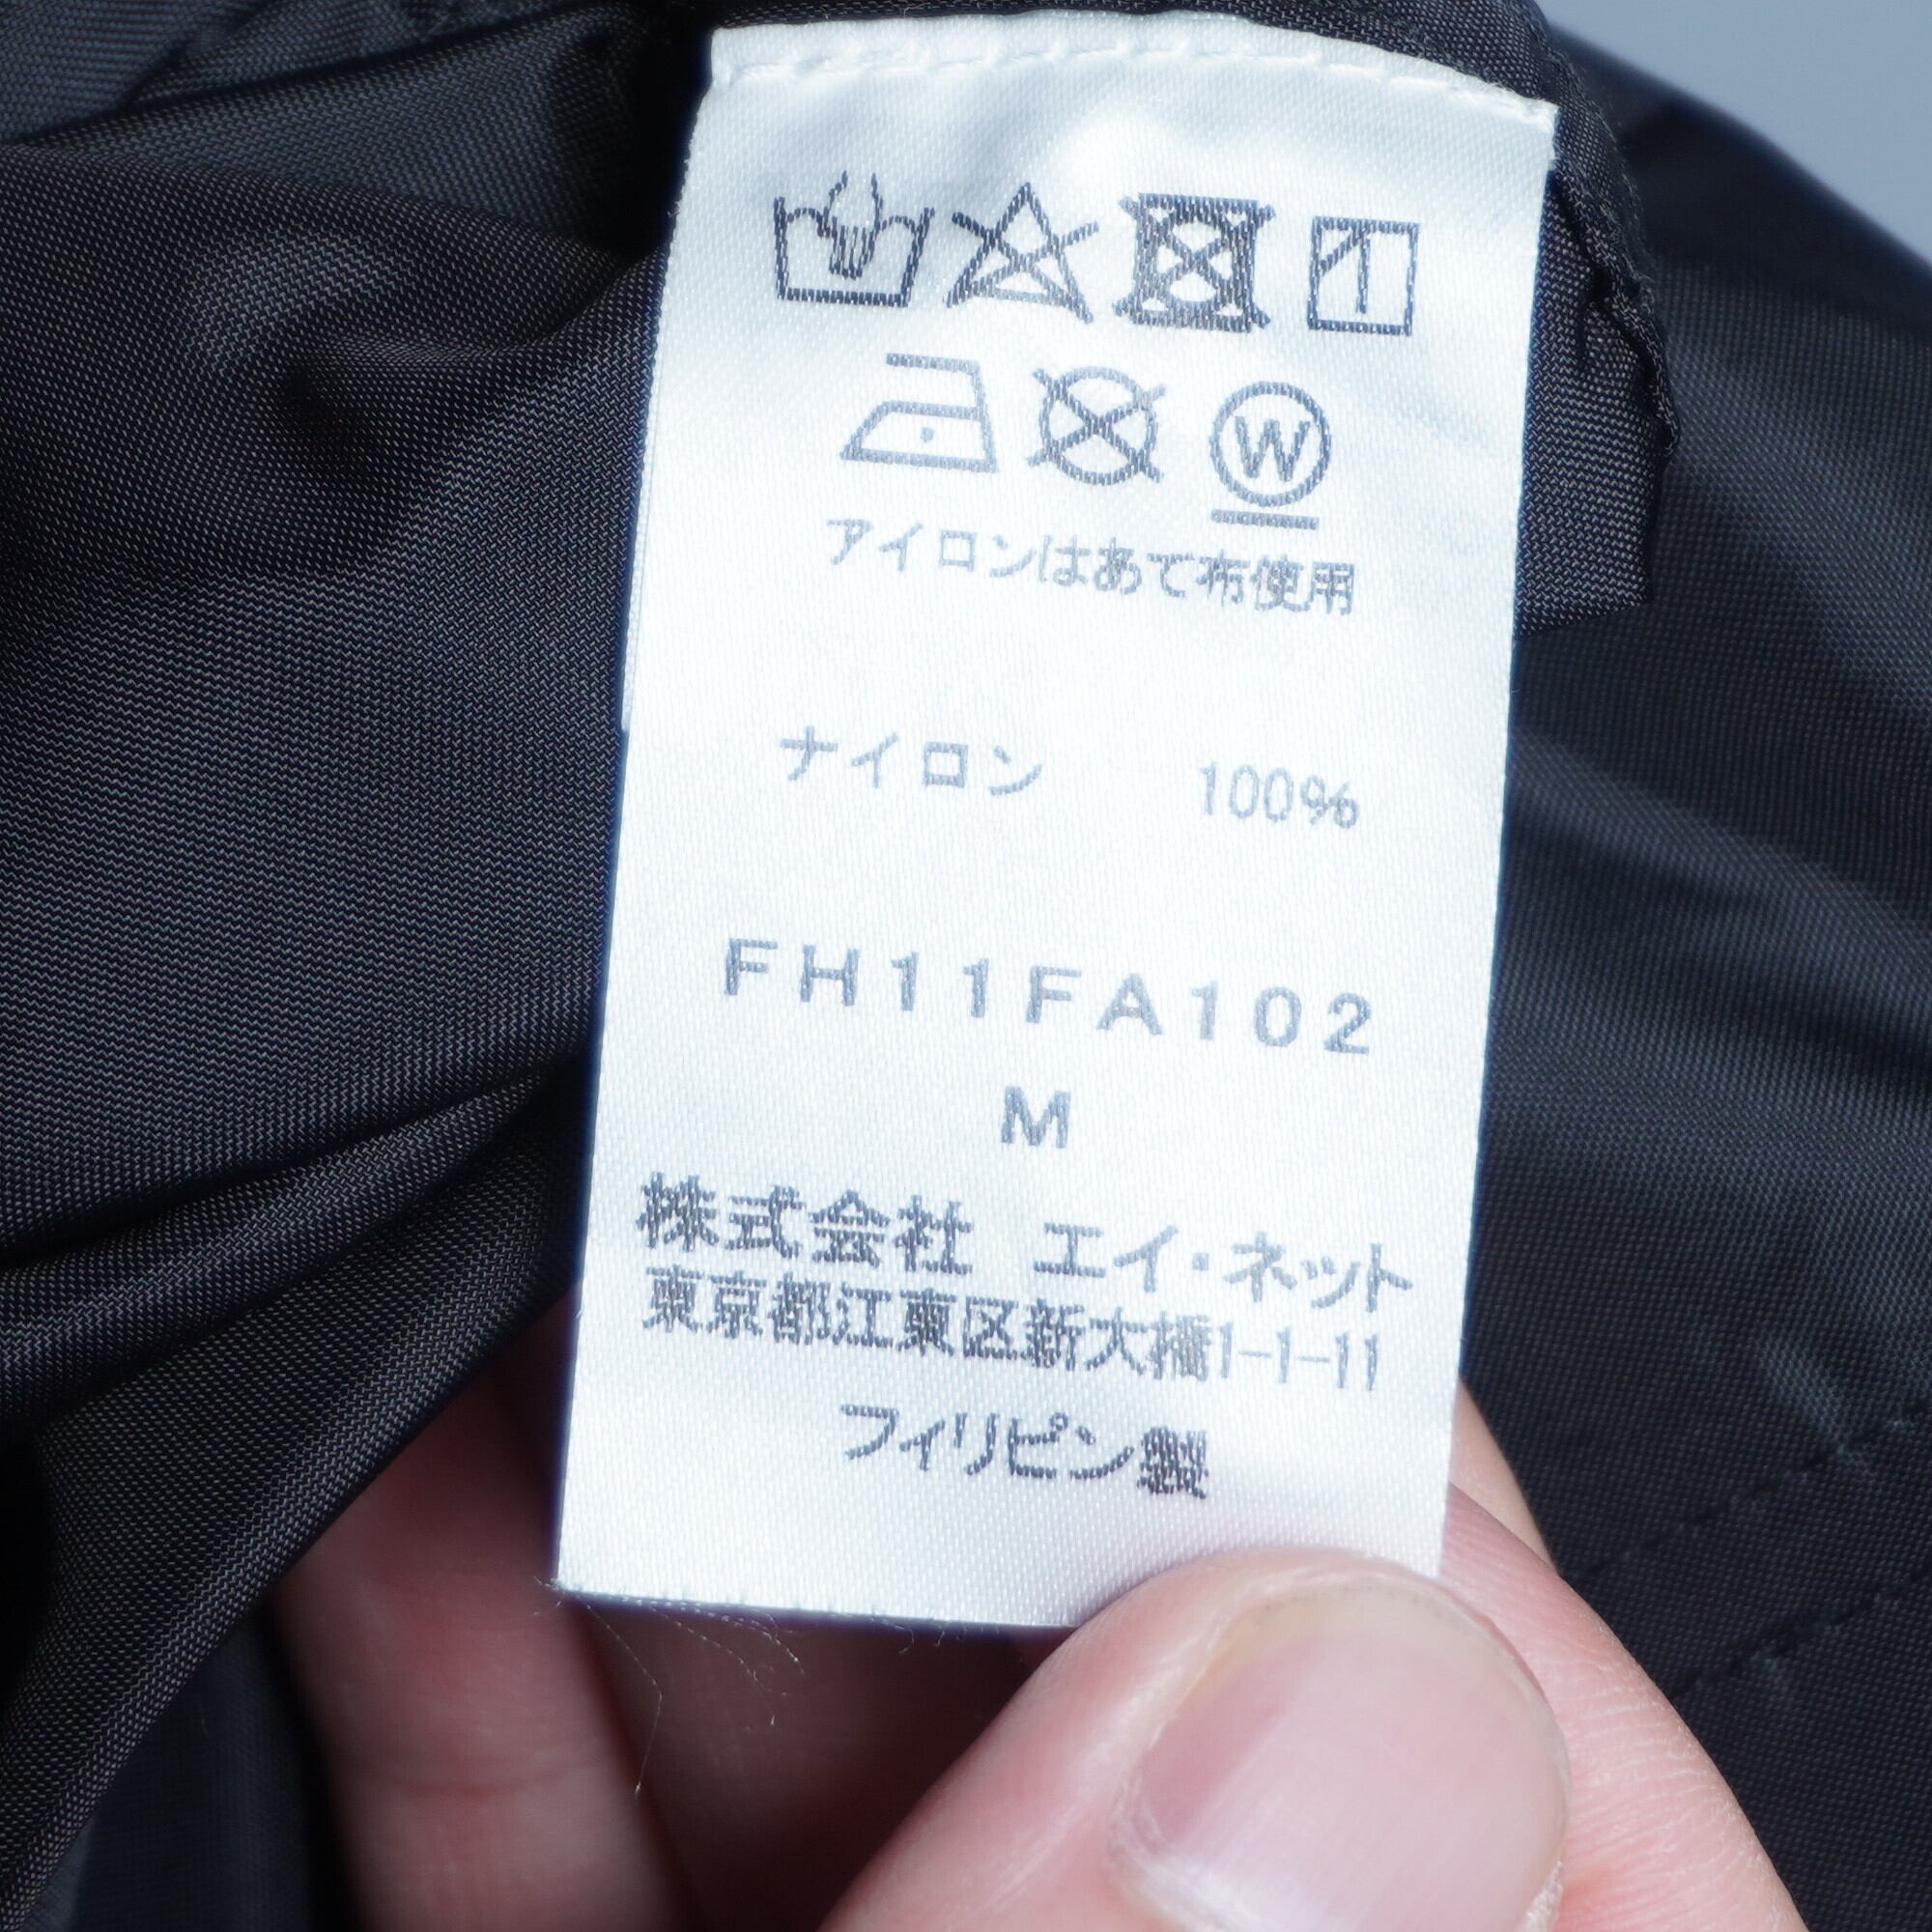 W
アイロンはあて布使用
ナイロン 100%
FH11FA102
M
株式会社 エイ・ネット
東京都江東区新大橋1-1-11
フィリピン製